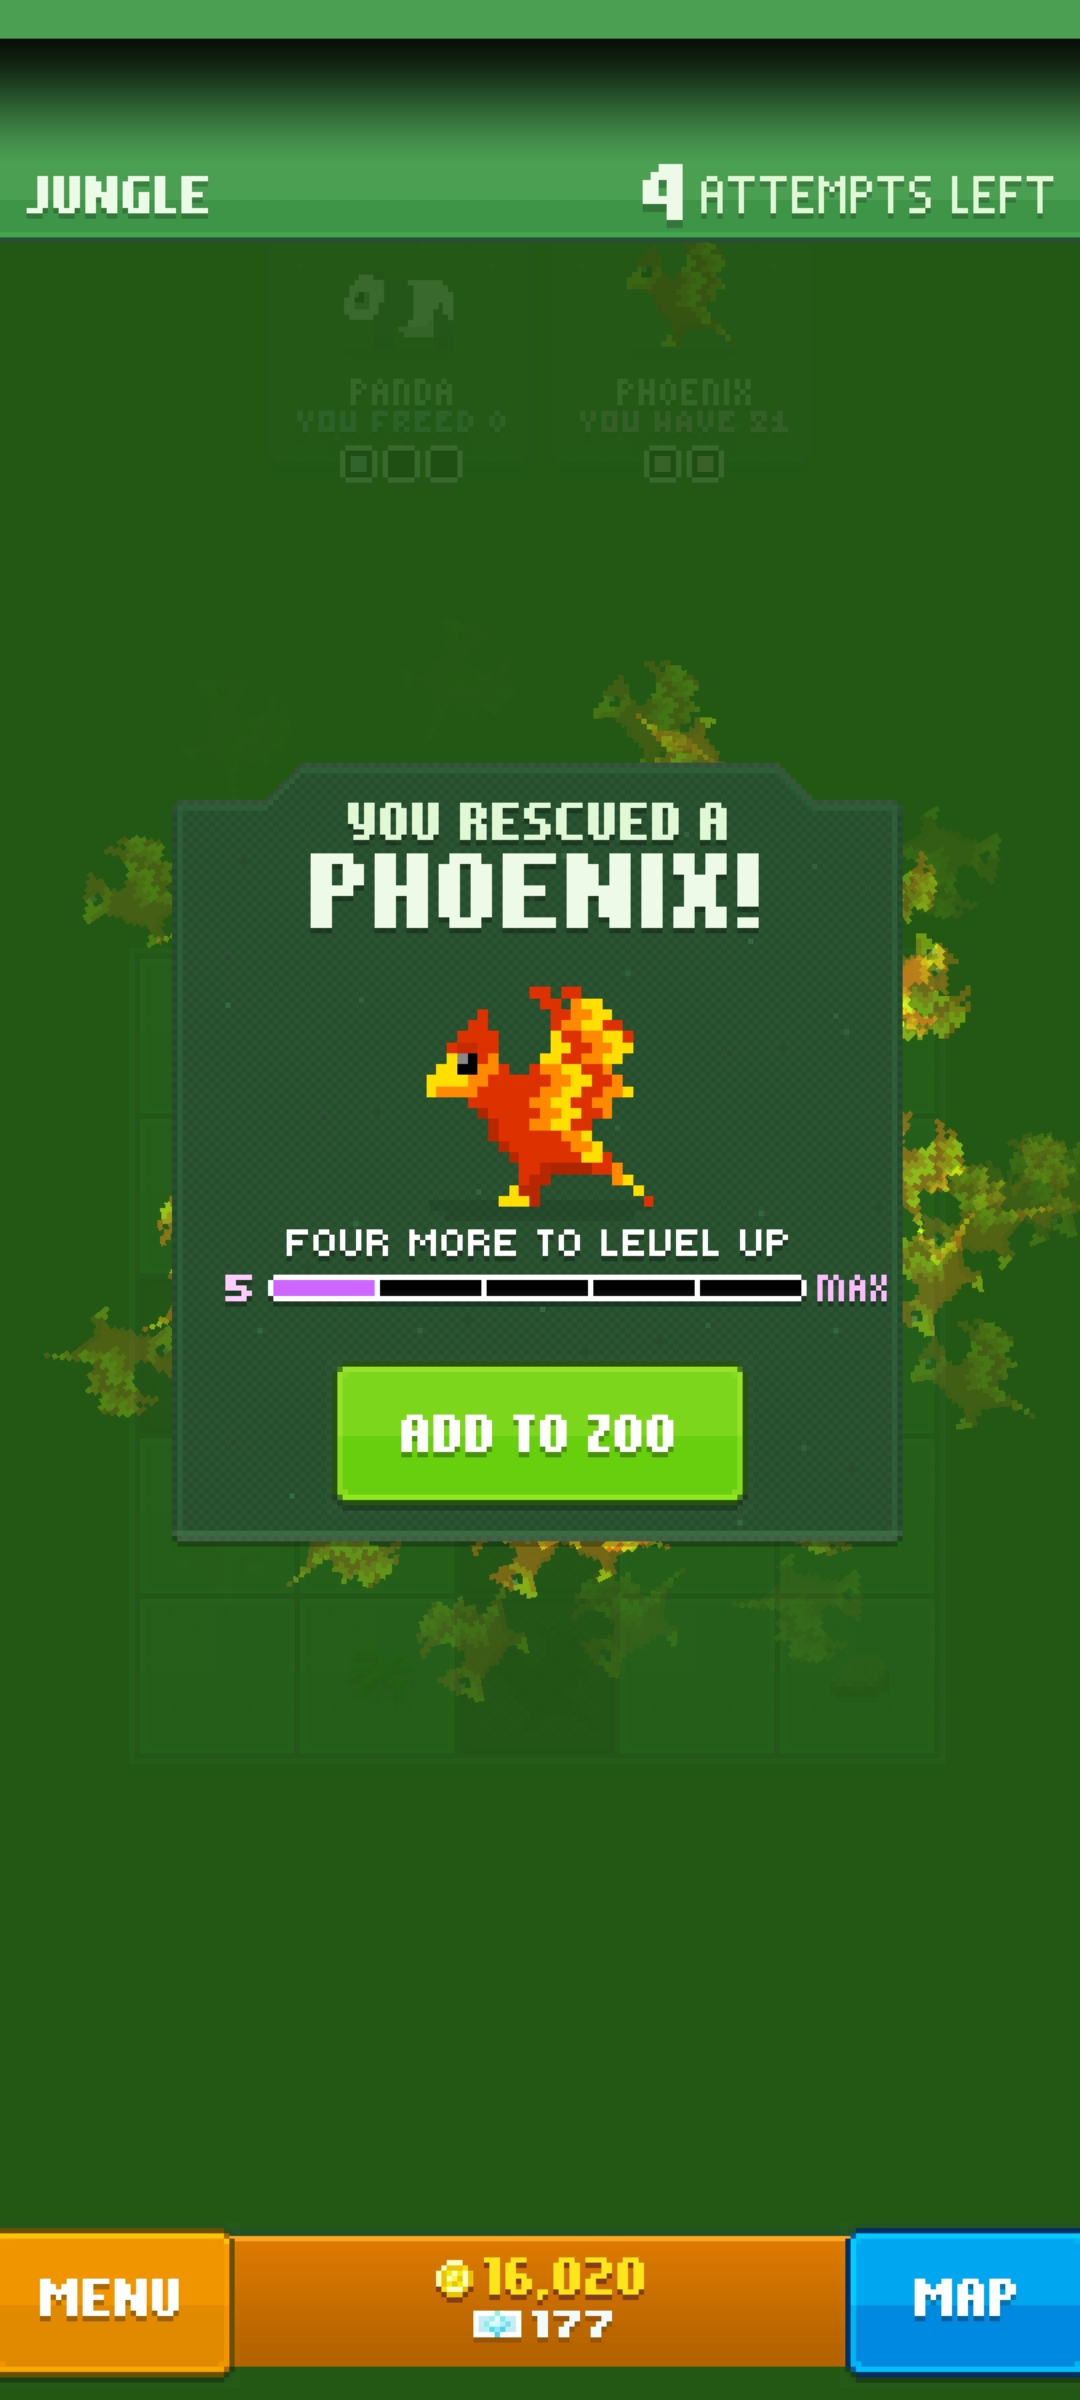 JUNGLE
4 ATTEMPTS LEFT
PANDA
YOU FREED 0
PHOENIX
YOU HAVE 21
YOU RESCUED A
PHOENIX!
FOUR MORE TO LEVEL UP
5 MAX
ADD TO ZOO
MENU
16,020
177
MAP